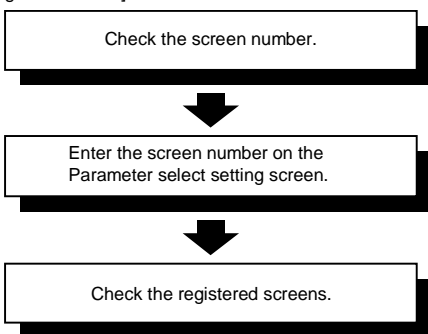 Check the screen number.
Enter the screen number on the
Parameter select setting screen.
Check the registered screens.